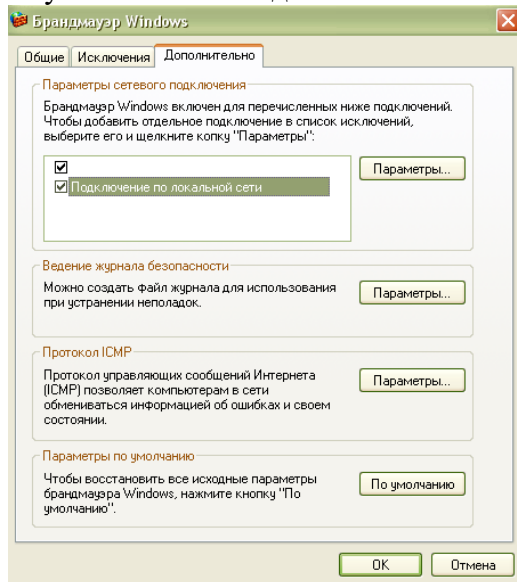 Брандмауэр Windows
Общие Исключения Дополнительно
Параметры сетевого подключения
Брандмауэр Windows включен для перечисленных ниже подключений.
Чтобы добавить отдельное подключение в список исключений,
выберите его и щелкните копку "Параметры":
Подключение по локальной сети
Параметры...
Ведение журнала безопасности
Можно создать файл журнала для использования
при устранении неполадок.
Параметры...
Протокол ICMP
Протокол управляющих сообщений Интернета
(ICMP) позволяет компьютерам в сети
обмениваться информацией об ошибках и своем
состоянии.
Параметры...
Параметры по умолчанию
Чтобы восстановить все исходные параметры
брандмауэра Windows, нажмите кнопку "По
умолчанию".
По умолчанию
OK Отмена